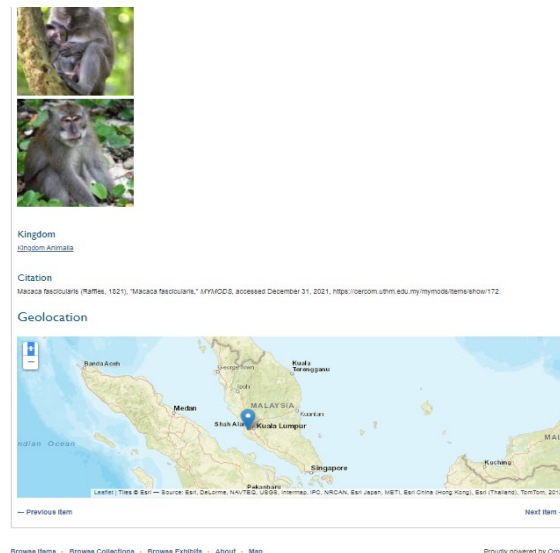 Kingdom
Kingdom Animalia
Citation
Macaca fascicularis (Raffles, 1821), "Macaca fascicularis," MYMODS, accessed December 31, 2021, https://cercom.uthm.edu.my/mymods/items/show/172.
Geolocation
+
−
Banda Aceh
George Town
Kuala Terengganu
Ipoh
Medan
MALAYSIA
Kuantan
Shah Ala
Kuala Lumpur
Indian Ocean
MAL
Singapore
Kuching
Pekanbaru
Leaflet | Tiles © Esri — Source: Esri, DeLorme, NAVTEQ, USGS, Intermap, iPC, NRCAN, Esri Japan, METI, Esri China (Hong Kong), Esri (Thailand), TomTom, 201
← Previous Item
Next Item
Browse Items · Browse Collections · Browse Exhibits · About · Map
Proudly powered by